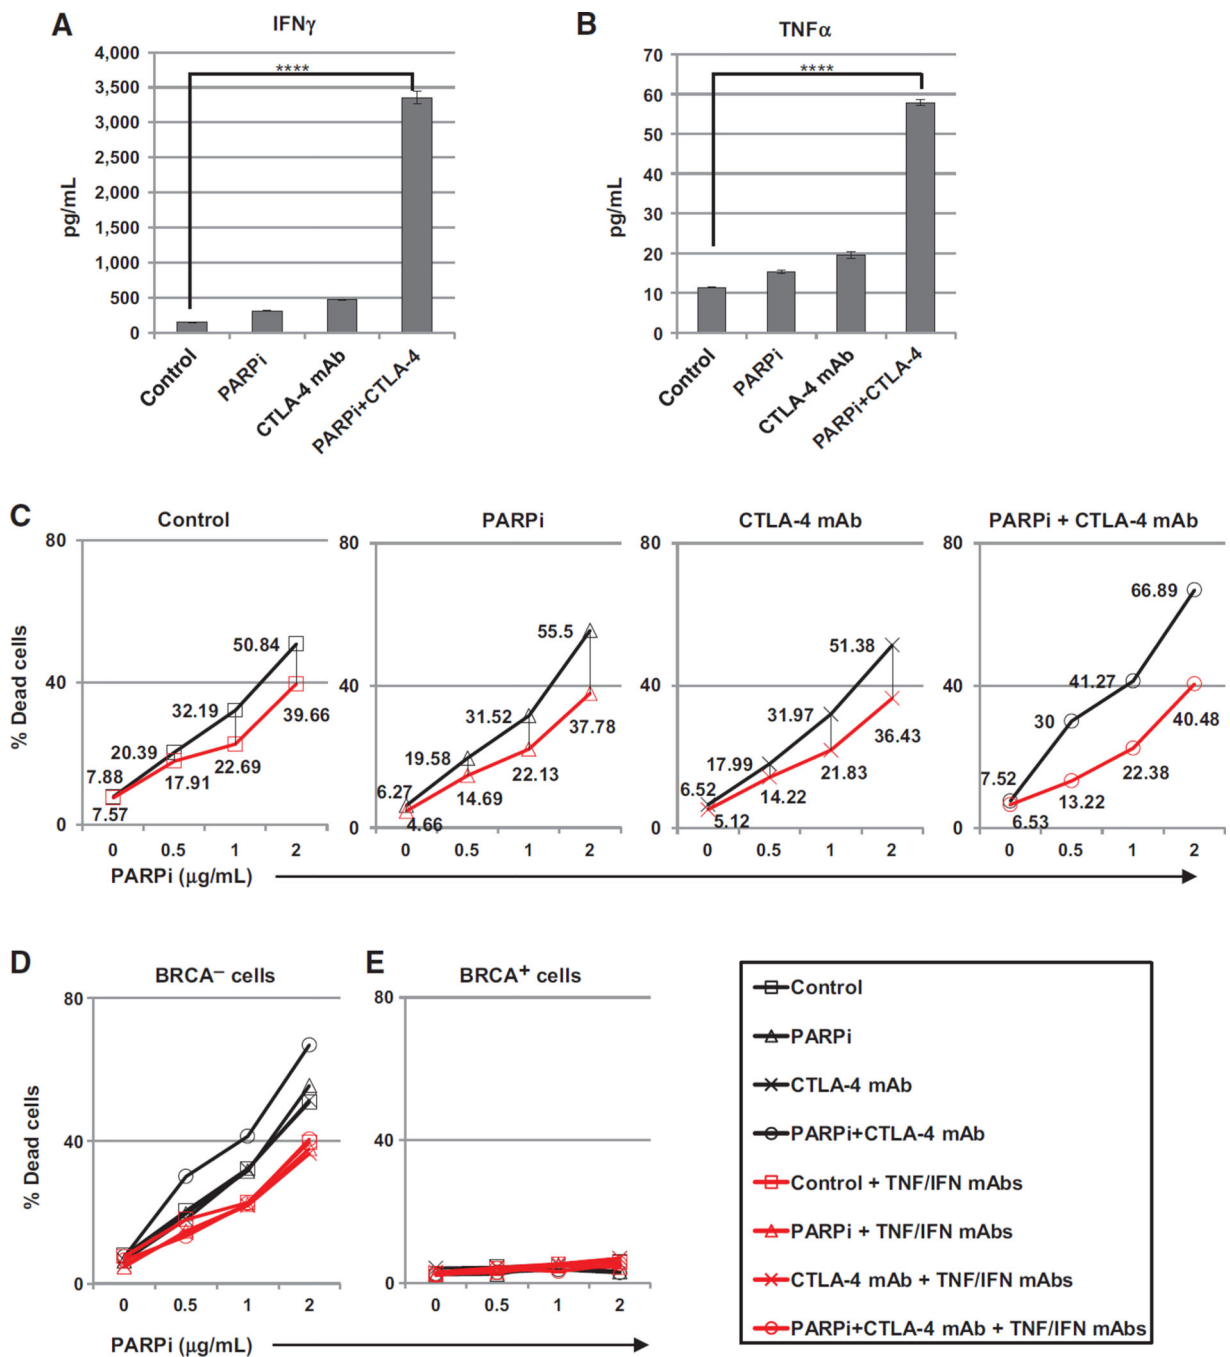 A
IFNγ
4,000
3,500
3,000
2,500
2,000
1,500
1,000
500
0
pg/mL
****
Control
PARPi
CTLA-4 mAb
PARPi+CTLA-4
B
TNFα
70
60
50
40
30
20
10
0
pg/mL
****
Control
PARPi
CTLA-4 mAb
PARPi+CTLA-4
C
Control
80
40
0
% Dead cells
50.84
32.19
20.39
7.88
39.66
22.69
17.91
7.57
0 0.5 1 2
PARPi
80
40
0
55.5
31.52
19.58
6.27
37.78
22.13
14.69
4.66
0 0.5 1 2
CTLA-4 mAb
80
40
0
51.38
31.97
17.99
6.52
36.43
21.83
14.22
5.12
0 0.5 1 2
PARPi + CTLA-4 mAb
80
40
0
66.89
41.27
30
7.52
40.48
22.38
13.22
6.53
0 0.5 1 2
PARPi (μg/mL)
D
BRCA− cells
80
40
0
% Dead cells
0 0.5 1 2
E
BRCA+ cells
80
40
0
0 0.5 1 2
PARPi (μg/mL)
Control
PARPi
CTLA-4 mAb
PARPi+CTLA-4 mAb
Control + TNF/IFN mAbs
PARPi + TNF/IFN mAbs
CTLA-4 mAb + TNF/IFN mAbs
PARPi+CTLA-4 mAb + TNF/IFN mAbs